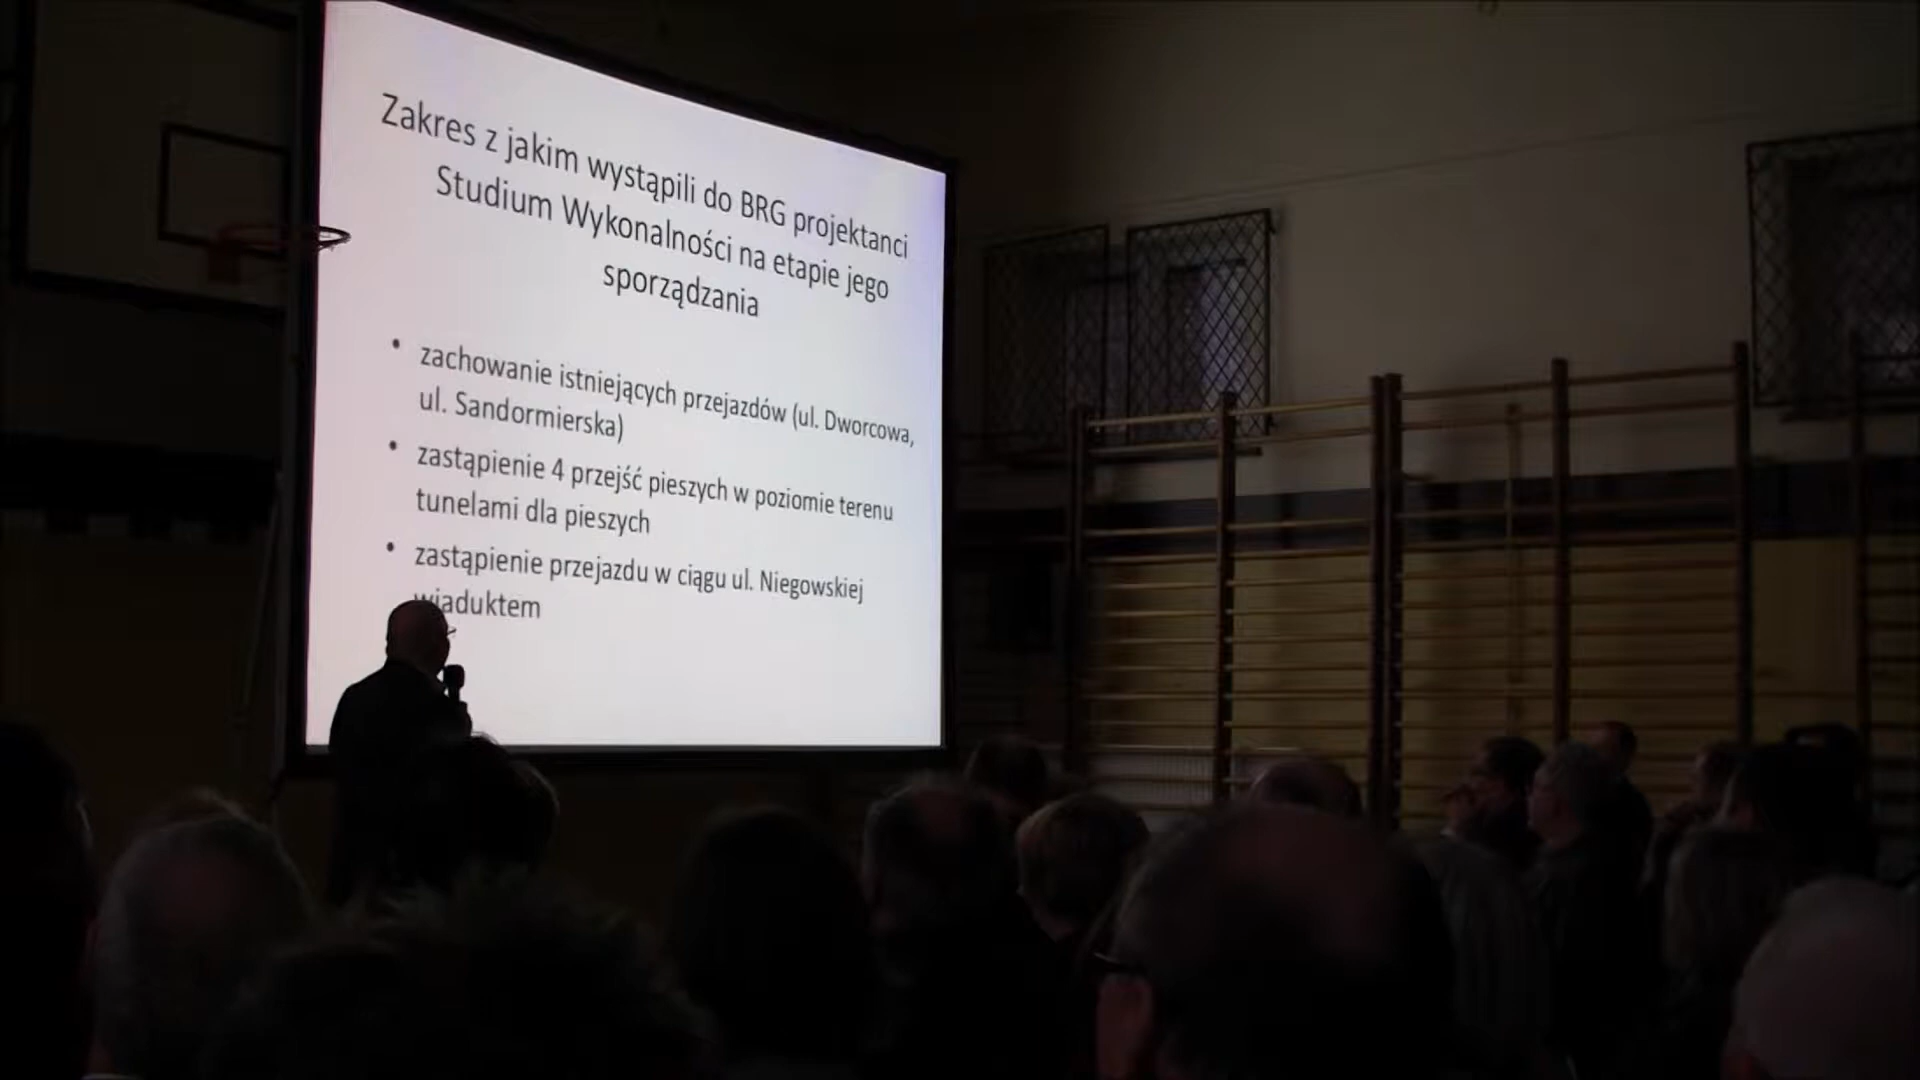 Zakres z jakim wystąpili do BRG projektanci
Studium Wykonalności na etapie jego
sporządzania
• zachowanie istniejących przejazdów (ul. Dworcowa,
ul. Sandormierska)
• zastąpienie 4 przejść pieszych w poziomie terenu
tunelami dla pieszych
• zastąpienie przejazdu w ciągu ul. Niegowskiej
wiaduktem